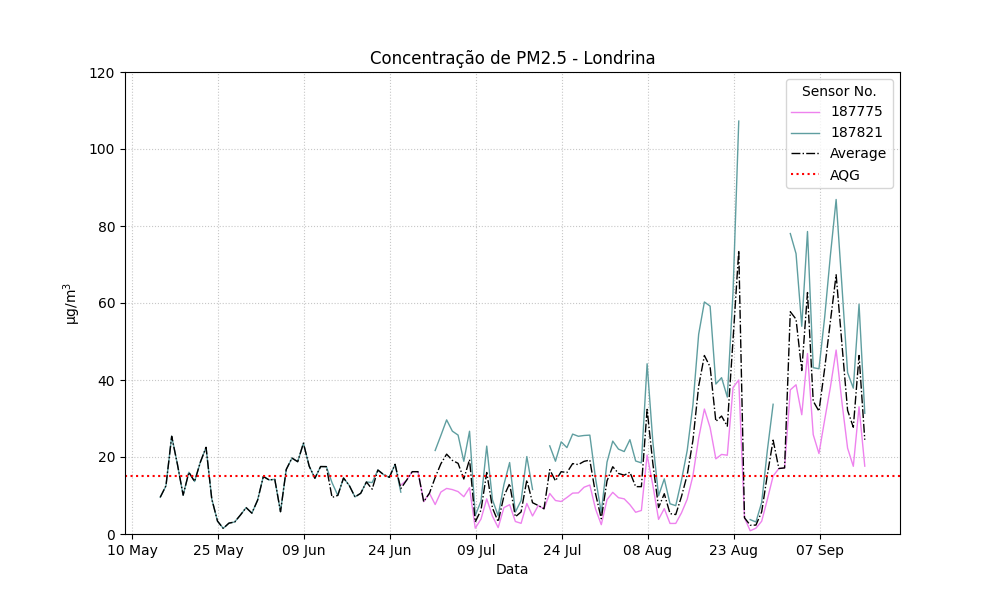 Concentração de PM2.5 - Londrina
120
100
80
60
40
20
0
µg/m³
Sensor No.
187775
187821
Average
AQG
10 May
25 May
09 Jun
24 Jun
09 Jul
24 Jul
08 Aug
23 Aug
07 Sep
Data